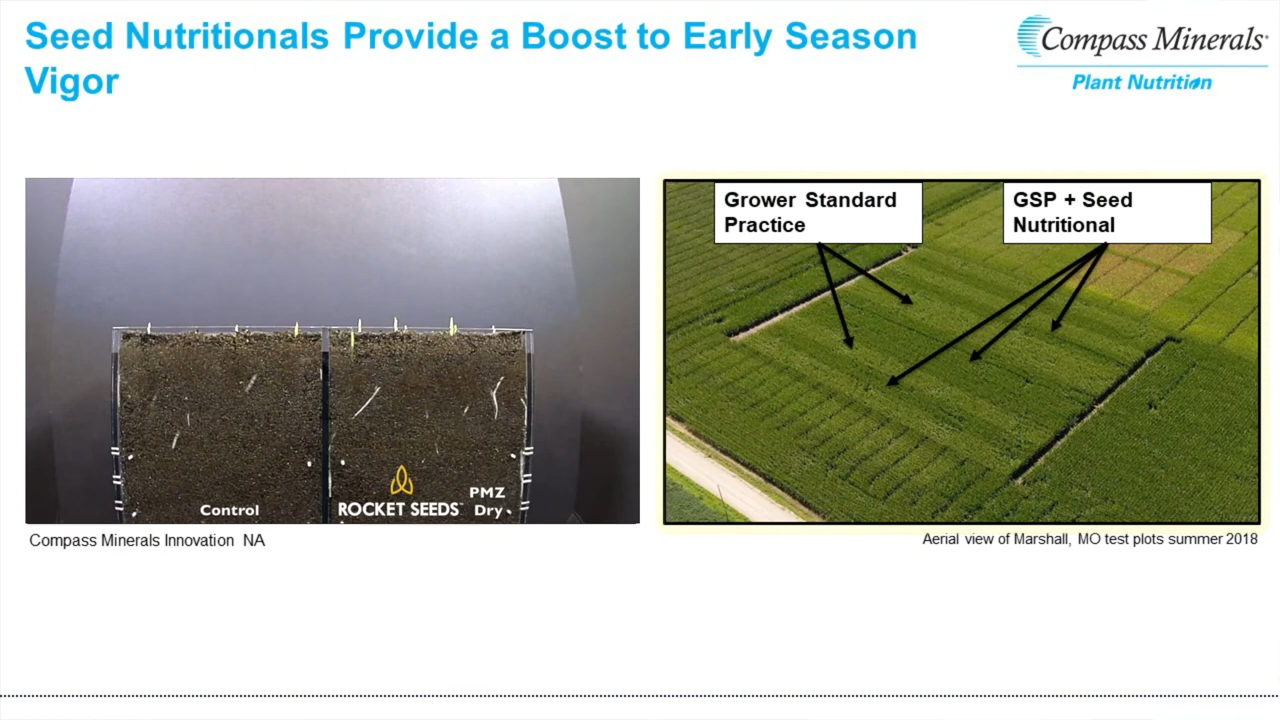 Seed Nutritionals Provide a Boost to Early Season
Vigor
Compass Minerals®
Plant Nutrition
Grower Standard
Practice
GSP + Seed
Nutritional
Control
ROCKET SEEDS™
PMZ
Dry
Compass Minerals Innovation NA
Aerial view of Marshall, MO test plots summer 2018